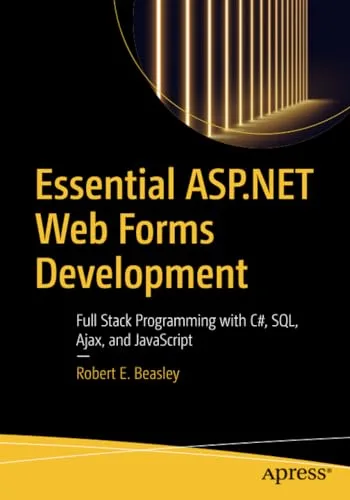 Essential ASP.NET
Web Forms
Development
Full Stack Programming with C#, SQL,
Ajax, and JavaScript
Robert E. Beasley
Apress®